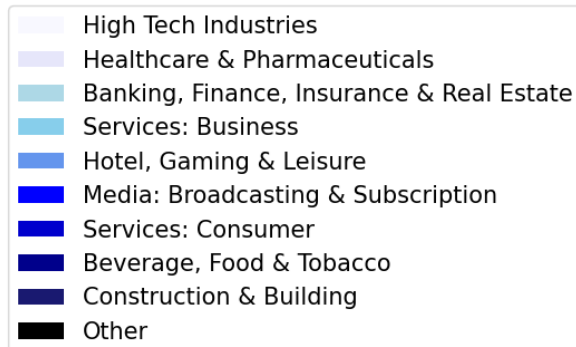 High Tech Industries
Healthcare & Pharmaceuticals
Banking, Finance, Insurance & Real Estate
Services: Business
Hotel, Gaming & Leisure
Media: Broadcasting & Subscription
Services: Consumer
Beverage, Food & Tobacco
Construction & Building
Other